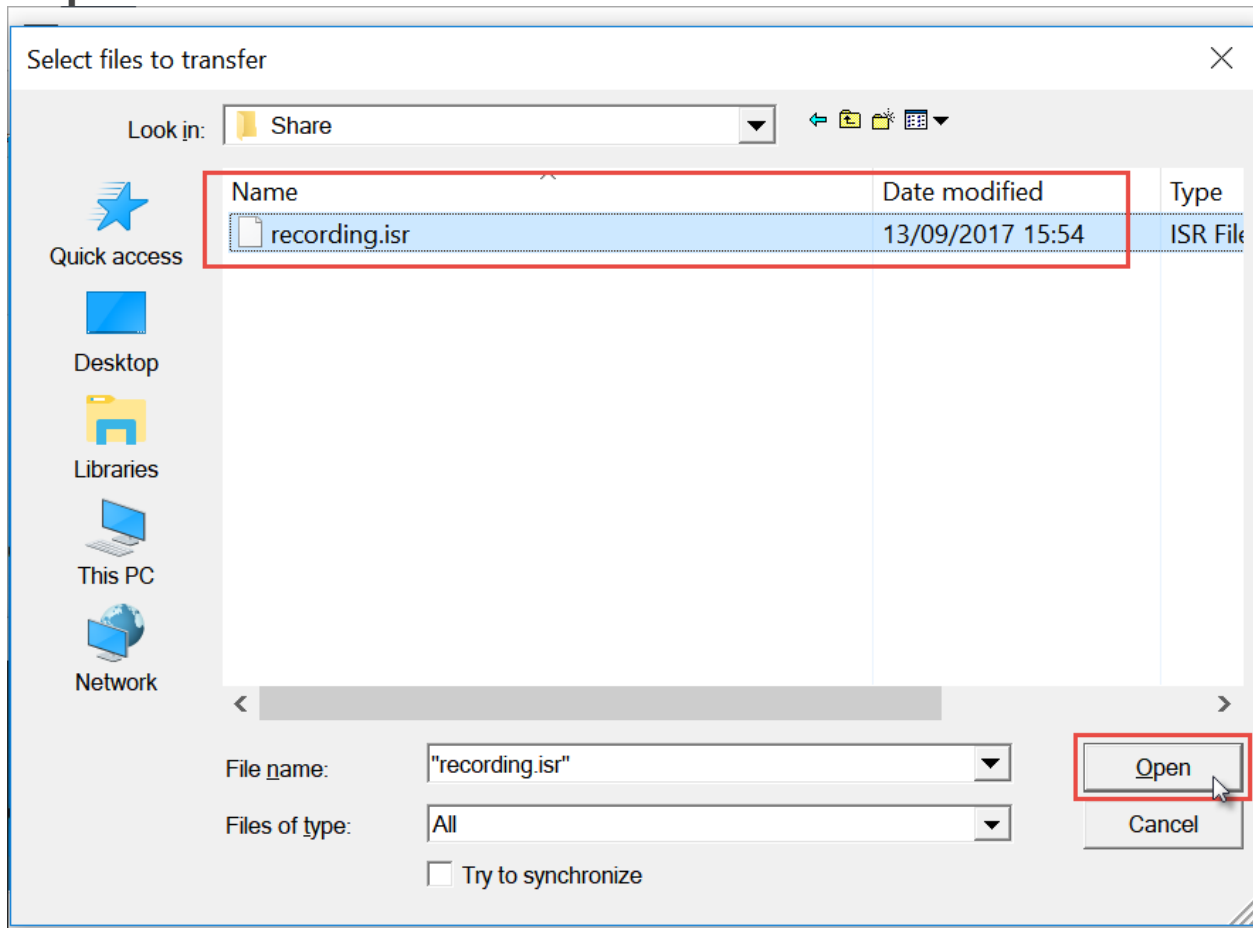 Select files to transfer
Look in:
Share
Name Date modified Type
recording.isr 13/09/2017 15:54 ISR File
Quick access
Desktop
Libraries
This PC
Network
File name: "recording.isr" Open
Files of type: All Cancel
Try to synchronize